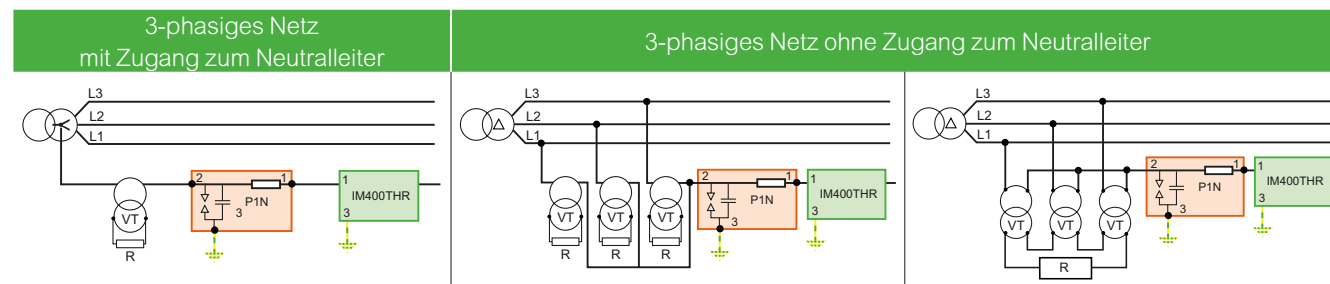 3-phasiges Netz
mit Zugang zum Neutralleiter
3-phasiges Netz ohne Zugang zum Neutralleiter
L3
L2
L1
2
1
P1N
3
1
IM400THR
3
VT
R
L3
L2
L1
2
1
P1N
3
1
IM400THR
3
VT
VT
VT
R
R
R
L3
L2
L1
2
1
P1N
3
1
IM400THR
3
VT
VT
VT
R